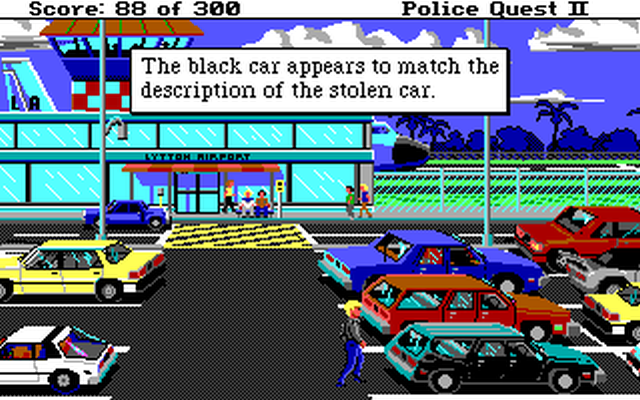 Score: 88 of 300 Police Quest II
The black car appears to match the
description of the stolen car.
LA
LYTTON AIRPORT